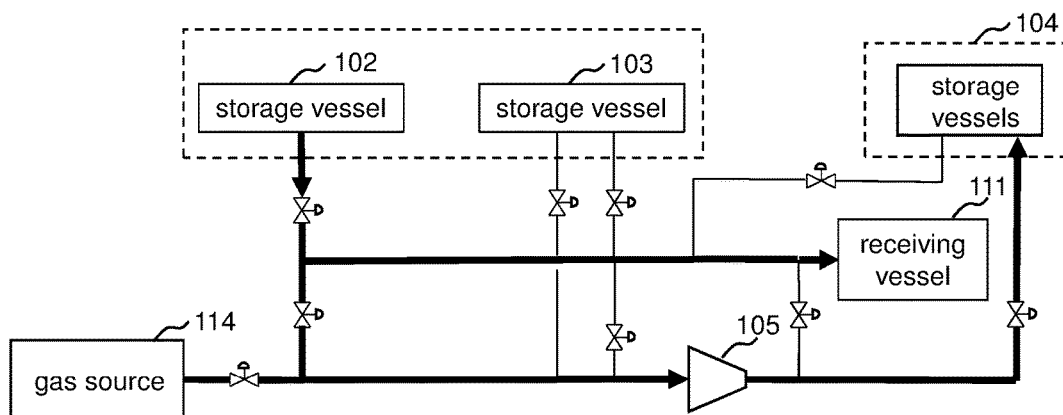 104
102
103
storage vessel
storage vessel
storage
vessels
111
receiving
vessel
114
105
gas source